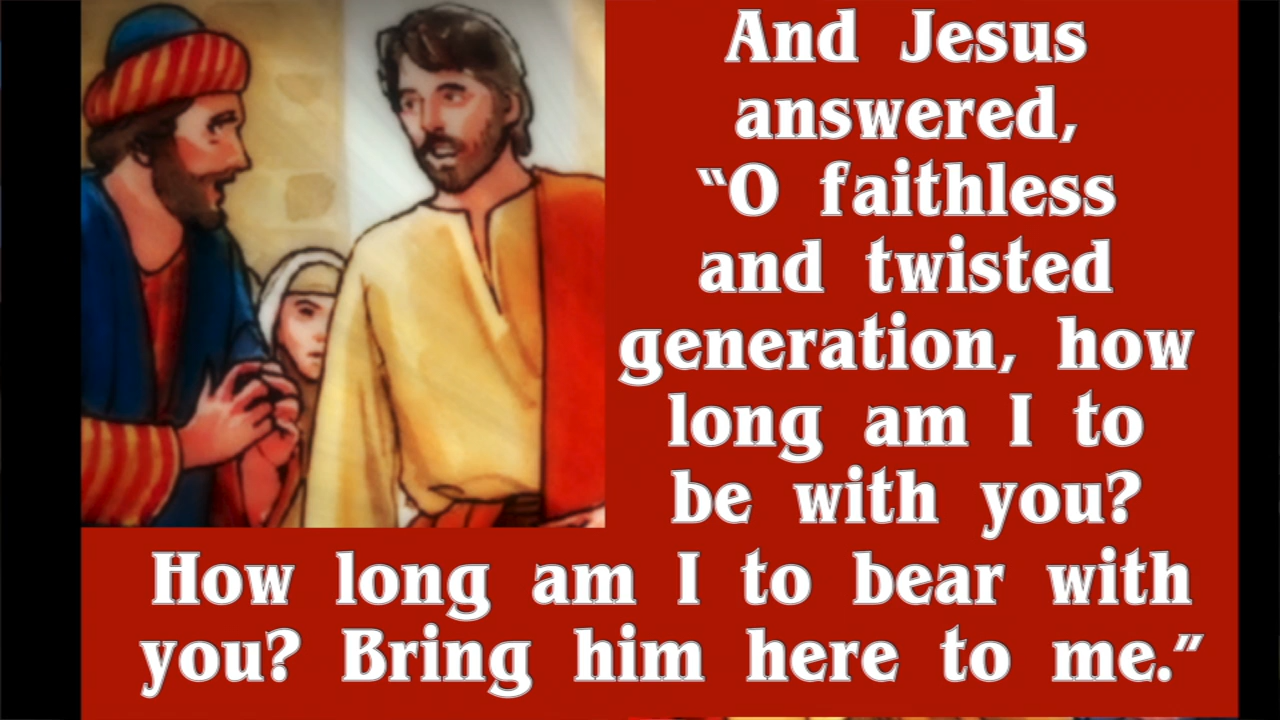 And Jesus
answered,
“O faithless
and twisted
generation, how
long am I to
be with you?
How long am I to bear with
you? Bring him here to me.”